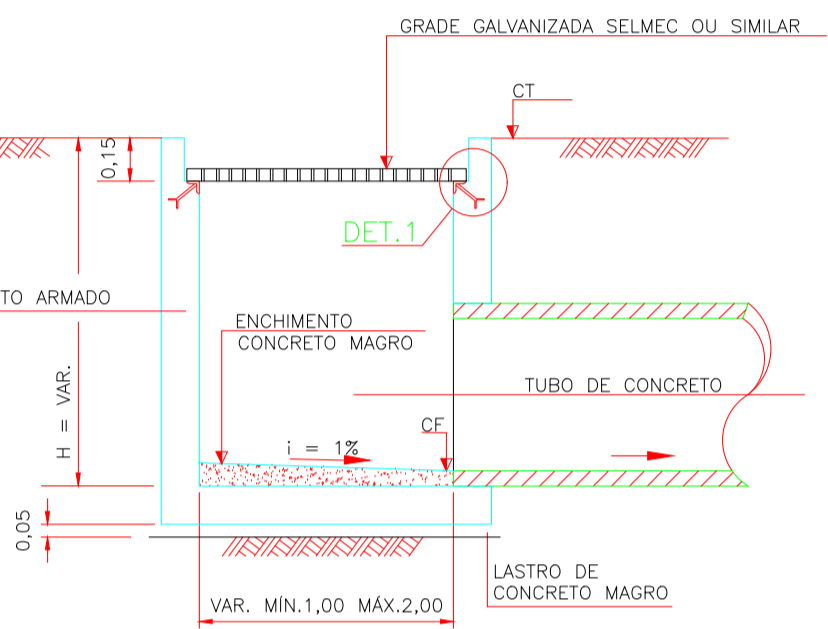 GRADE GALVANIZADA SELMEC OU SIMILAR
CT
0,15
DET.1
TO ARMADO
ENCHIMENTO
CONCRETO MAGRO
H = VAR.
TUBO DE CONCRETO
CF
i = 1%
0,05
LASTRO DE
CONCRETO MAGRO
VAR. MÍN.1,00 MÁX.2,00